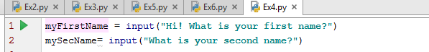 Ex2.py × Ex3.py × Ex5.py × Ex6.py × Ex4.py
1 myFirstName = input("Hi! What is your first name?")
2 mySecName= input("What is your second name?")